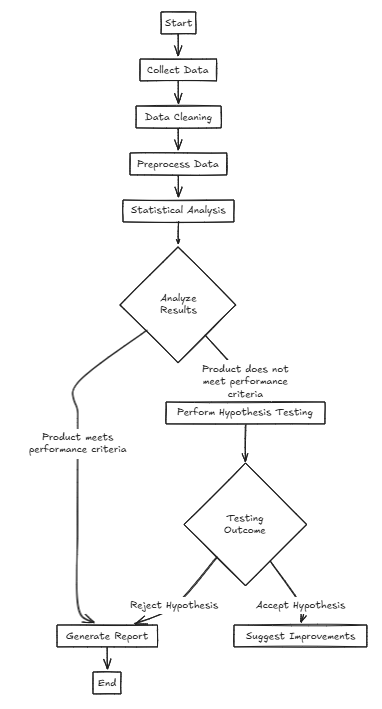 Start
Collect Data
Data Cleaning
Preprocess Data
Statistical Analysis
Analyze
Results
Product does not
meet performance
criteria
Perform Hypothesis Testing
Product meets
performance criteria
Testing
Outcome
Reject Hypothesis
Accept Hypothesis
Generate Report
Suggest Improvements
End